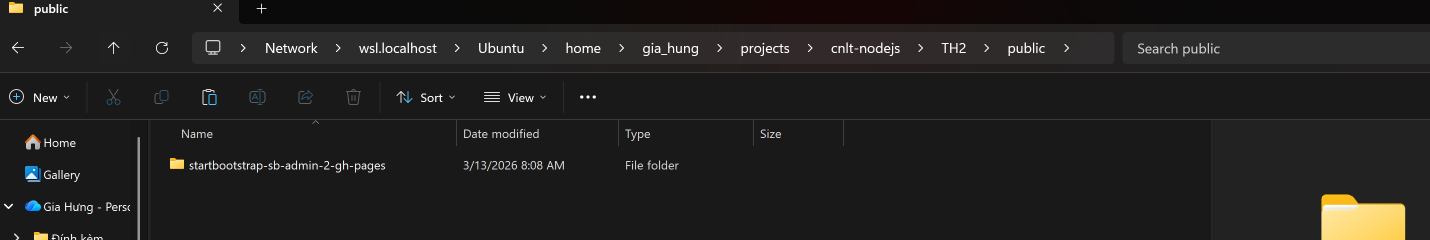 public
Network > wsl.localhost > Ubuntu > home > gia_hung > projects > cnlt-nodejs > TH2 > public >
Search public
New
Sort
View
Name
Date modified
Type
Size
startbootstrap-sb-admin-2-gh-pages
3/13/2026 8:08 AM
File folder
Home
Gallery
Gia Hưng - Perso
Đính kèm